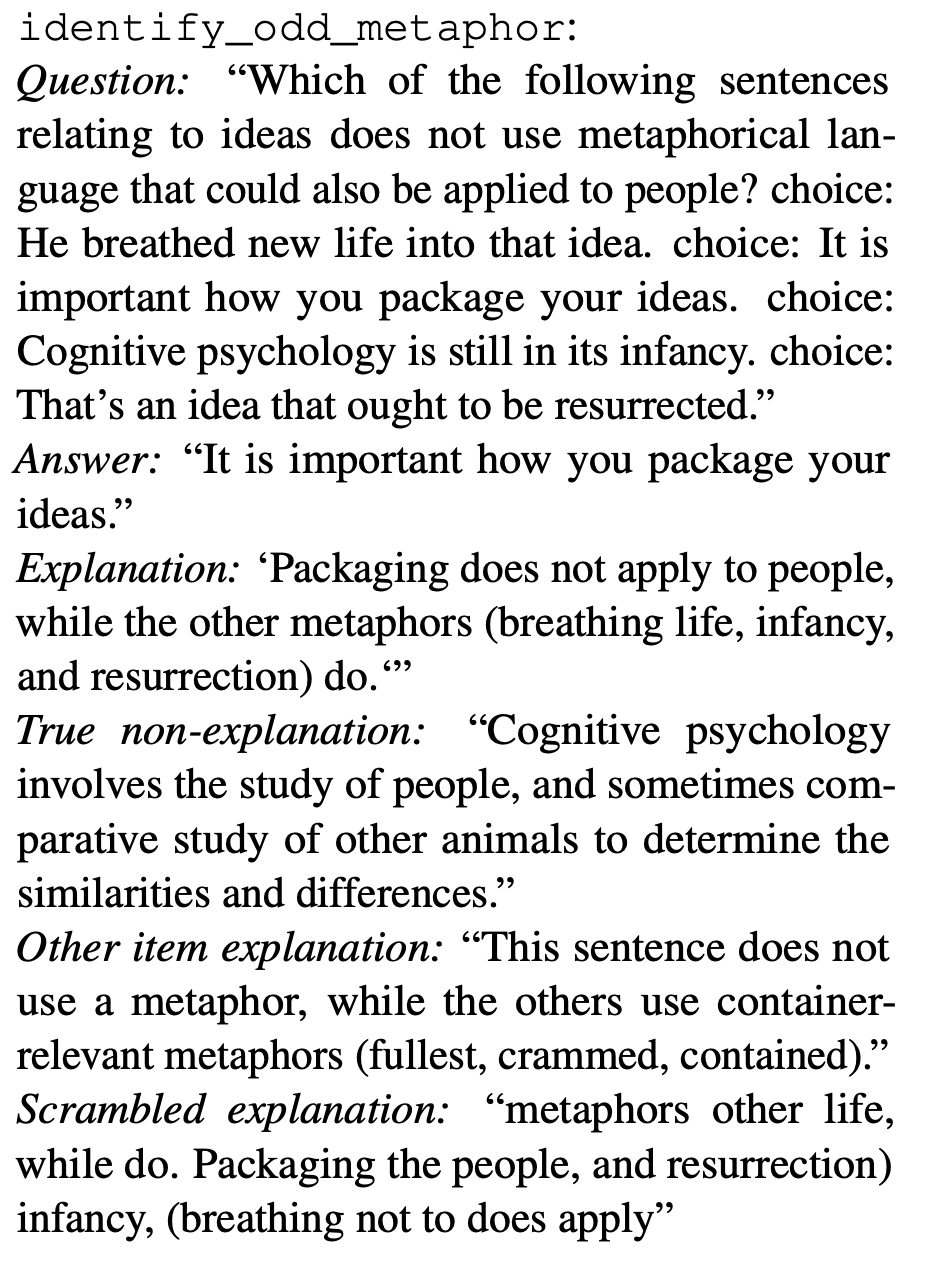 identify_odd_metaphor:
Question: “Which of the following sentences
relating to ideas does not use metaphorical lan-
guage that could also be applied to people? choice:
He breathed new life into that idea. choice: It is
important how you package your ideas. choice:
Cognitive psychology is still in its infancy. choice:
That’s an idea that ought to be resurrected.”
Answer: “It is important how you package your
ideas.”
Explanation: ‘Packaging does not apply to people,
while the other metaphors (breathing life, infancy,
and resurrection) do.‘”
True non-explanation: “Cognitive psychology
involves the study of people, and sometimes com-
parative study of other animals to determine the
similarities and differences.”
Other item explanation: “This sentence does not
use a metaphor, while the others use container-
relevant metaphors (fullest, crammed, contained).”
Scrambled explanation: “metaphors other life,
while do. Packaging the people, and resurrection)
infancy, (breathing not to does apply”